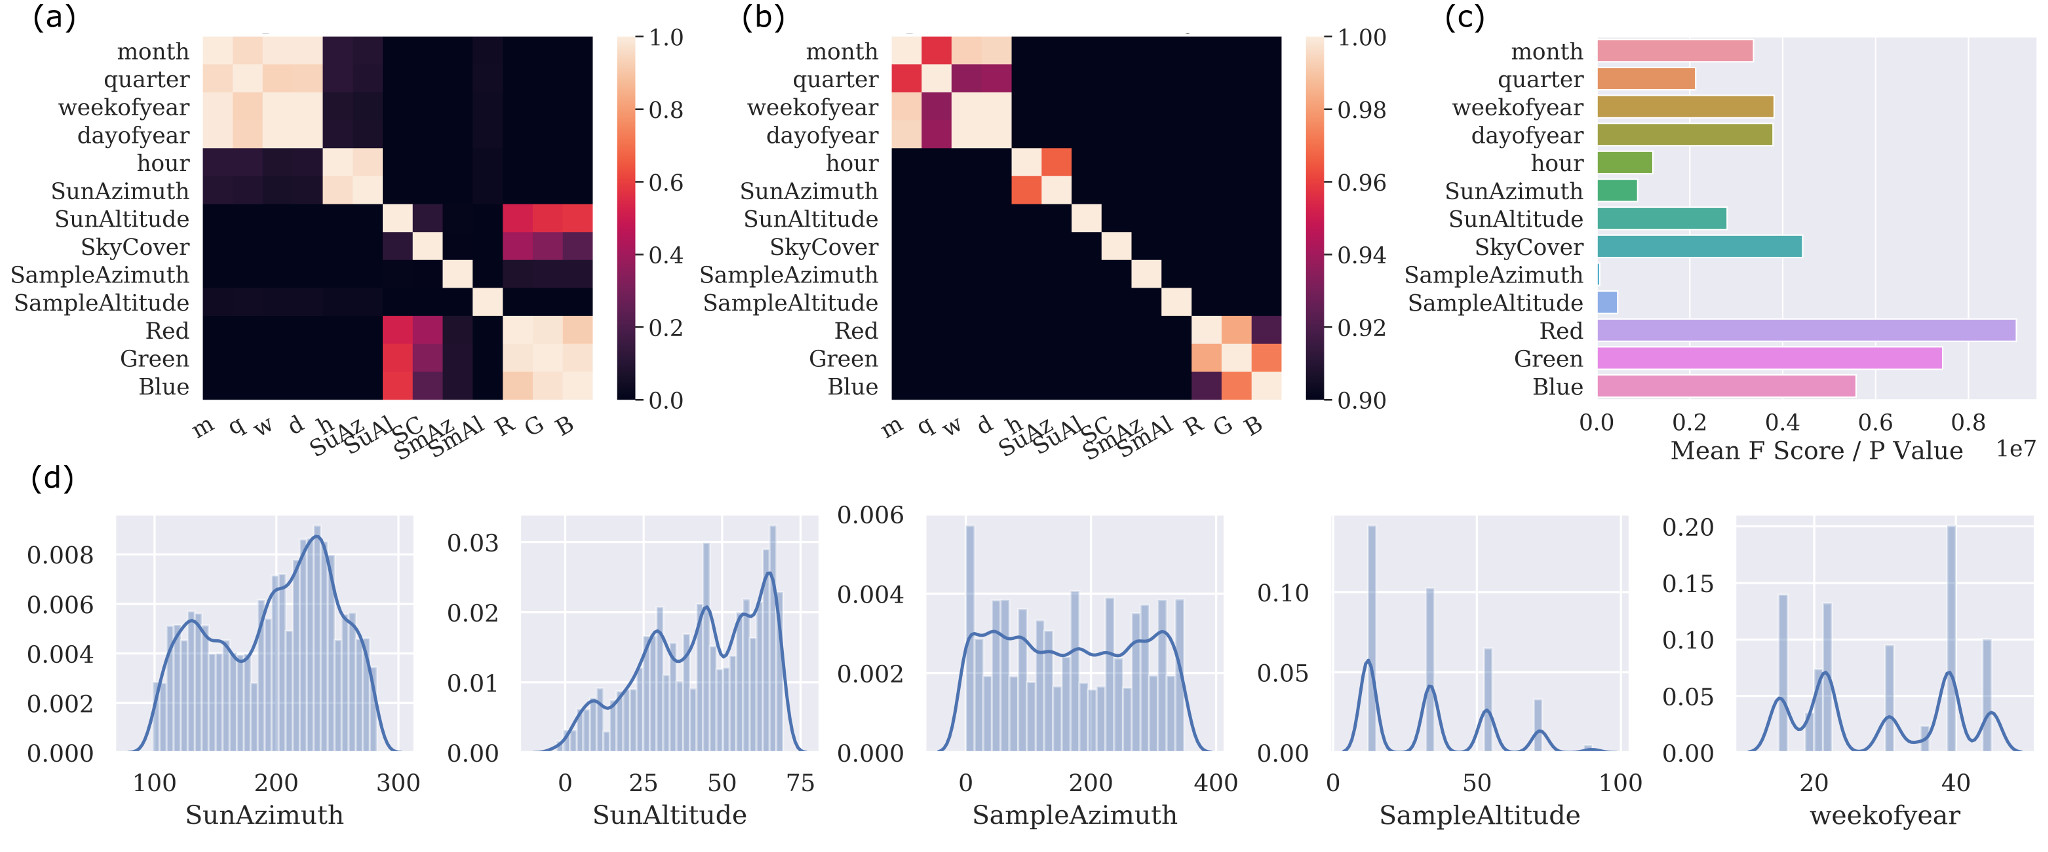 (a)
month
quarter
weekofyear
dayofyear
hour
SunAzimuth
SunAltitude
SkyCover
SampleAzimuth
SampleAltitude
Red
Green
Blue
m q w d h SuAz SuAl SC SmAz SmAl R G B
1.0
0.8
0.6
0.4
0.2
0.0
(b)
month
quarter
weekofyear
dayofyear
hour
SunAzimuth
SunAltitude
SkyCover
SampleAzimuth
SampleAltitude
Red
Green
Blue
m q w d h SuAz SuAl SC SmAz SmAl R G B
1.00
0.98
0.96
0.94
0.92
0.90
(c)
month
quarter
weekofyear
dayofyear
hour
SunAzimuth
SunAltitude
SkyCover
SampleAzimuth
SampleAltitude
Red
Green
Blue
0.0 0.2 0.4 0.6 0.8
Mean F Score / P Value 1e7
(d)
0.008
0.006
0.004
0.002
0.000
100 200 300
SunAzimuth
0.03
0.02
0.01
0.00
0 25 50 75
SunAltitude
0.006
0.004
0.002
0.000
0 200 400
SampleAzimuth
0.10
0.05
0.00
0 50 100
SampleAltitude
0.20
0.15
0.10
0.05
0.00
20 40
weekofyear